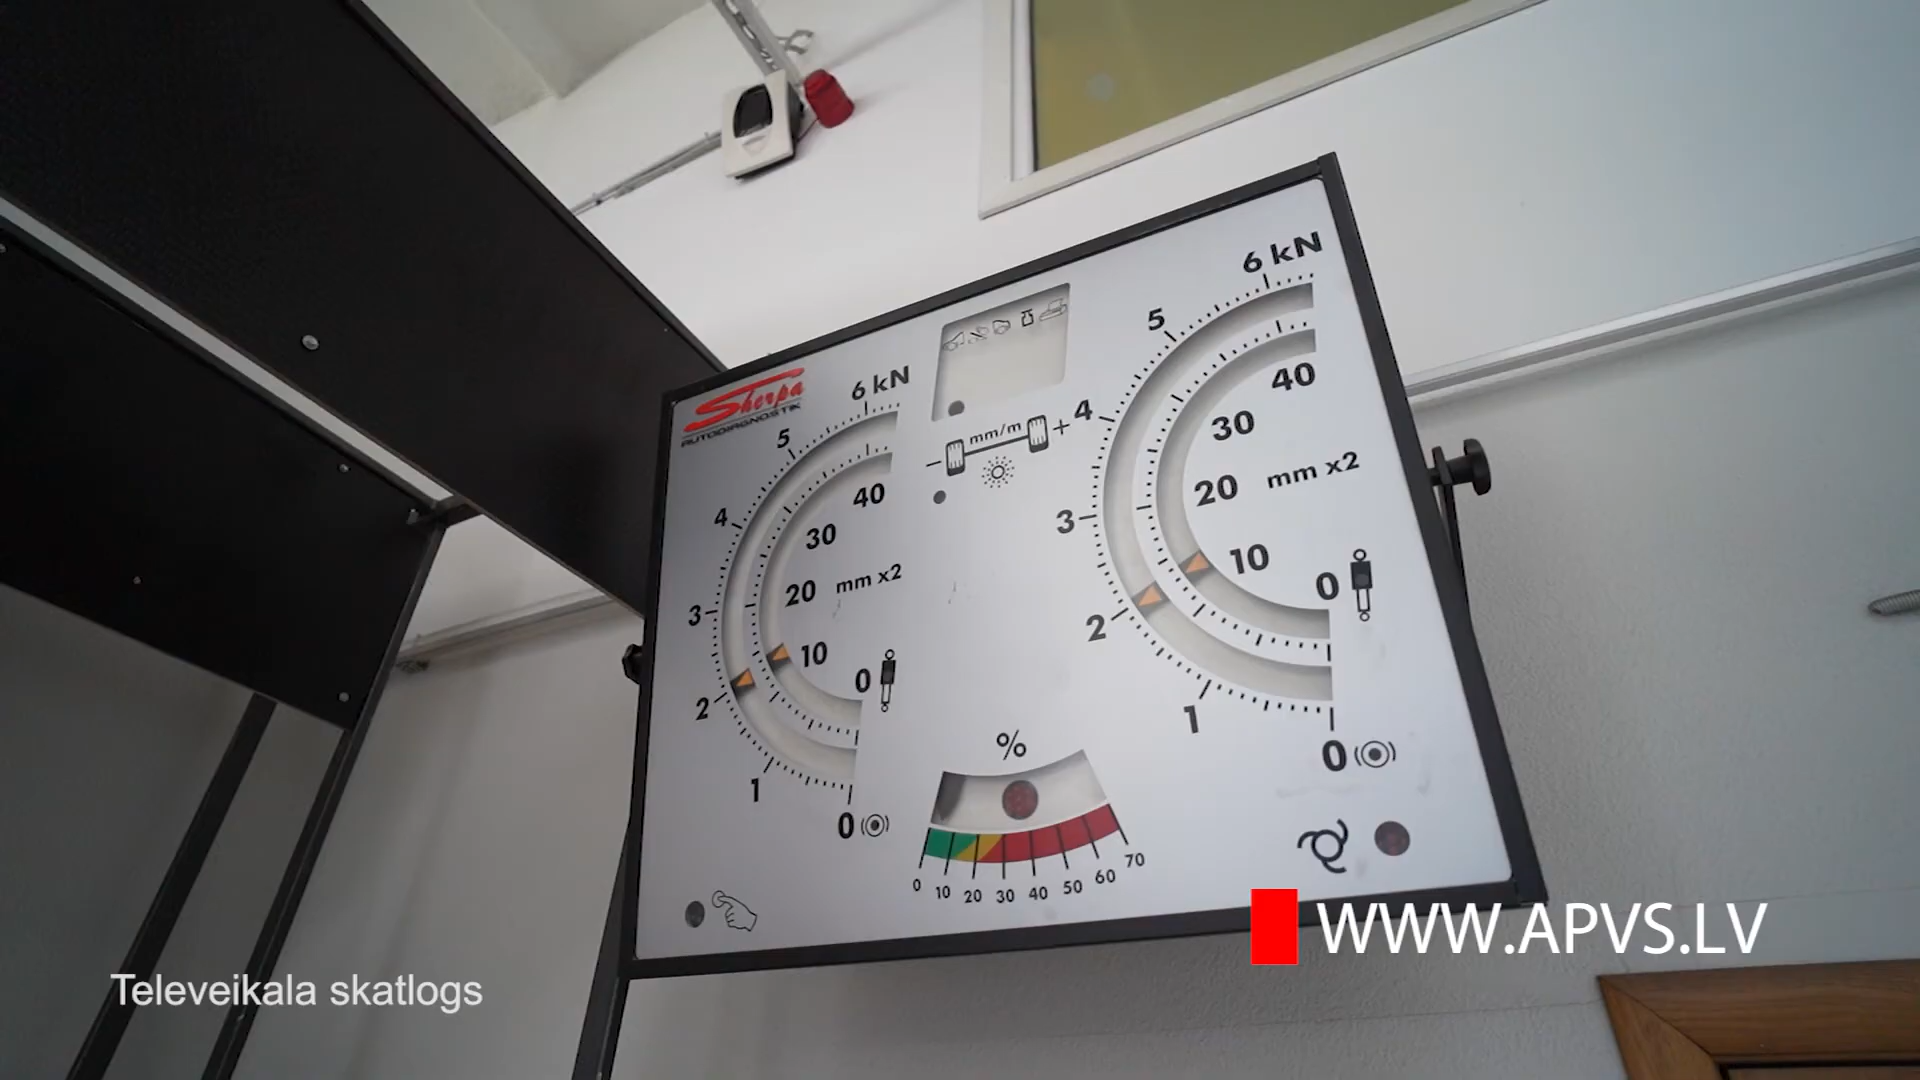 Sherpa
AUTODIAGNOSTIK
6 kN
5
4
3
2
1
0
40
30
20
10
0
mm x2
mm/m
- +
%
0 10 20 30 40 50 60 70
6 kN
5
4
3
2
1
0
40
30
20
10
0
mm x2
WWW.APVS.LV
Televeikala skatlogs